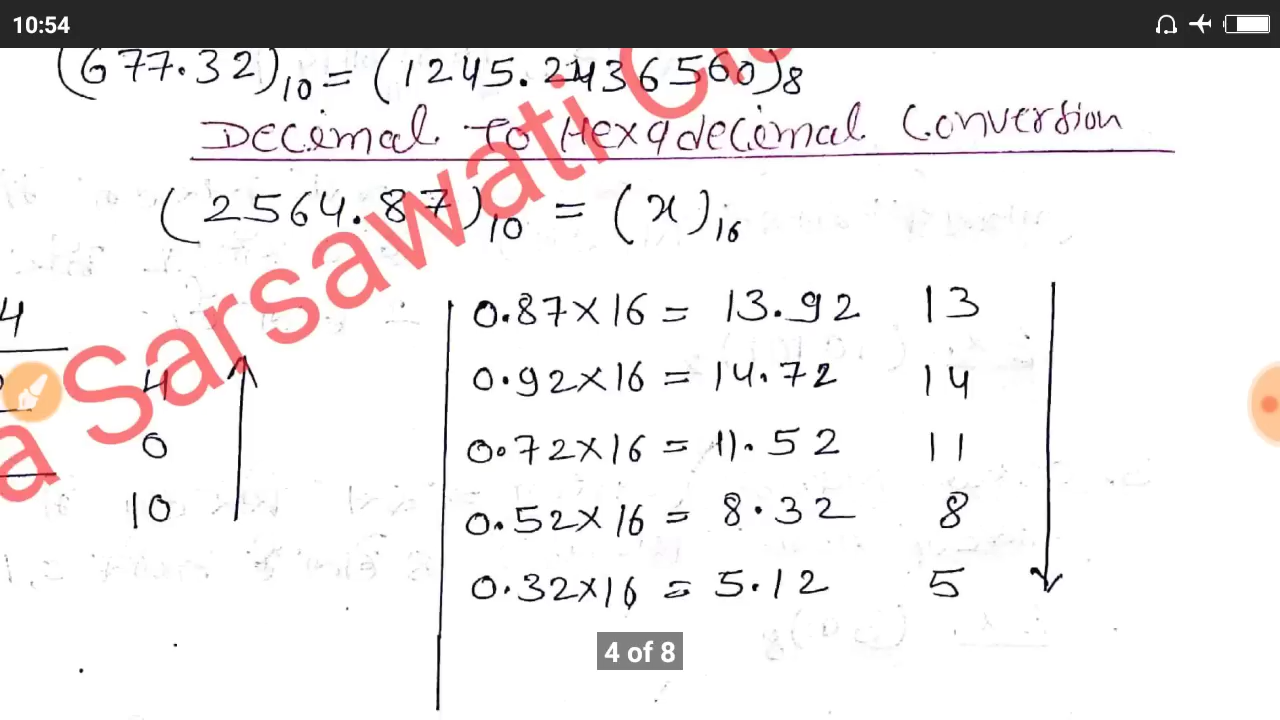 10:54
(677.32)10 = (1245.2436560)8
Decimal To Hexadecimal Conversion
(2564.87)10 = (x)16
4
4
0
10
0.87×16 = 13.92 13
0.92×16 = 14.72 14
0.72×16 = 11.52 11
0.52×16 = 8.32 8
0.32×16 = 5.12 5
a Sarsawati
4 of 8